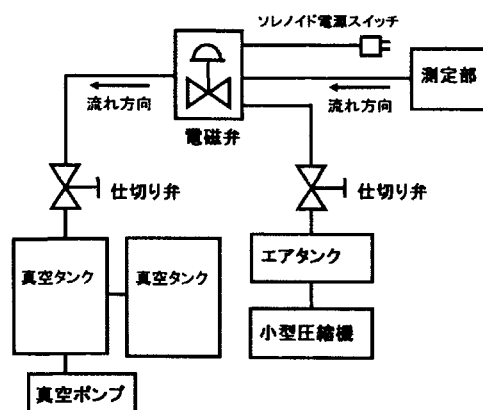 ソレノイド電源スイッチ
測定部
流れ方向
流れ方向
電磁弁
仕切り弁
仕切り弁
真空タンク
真空タンク
エアタンク
小型圧縮機
真空ポンプ